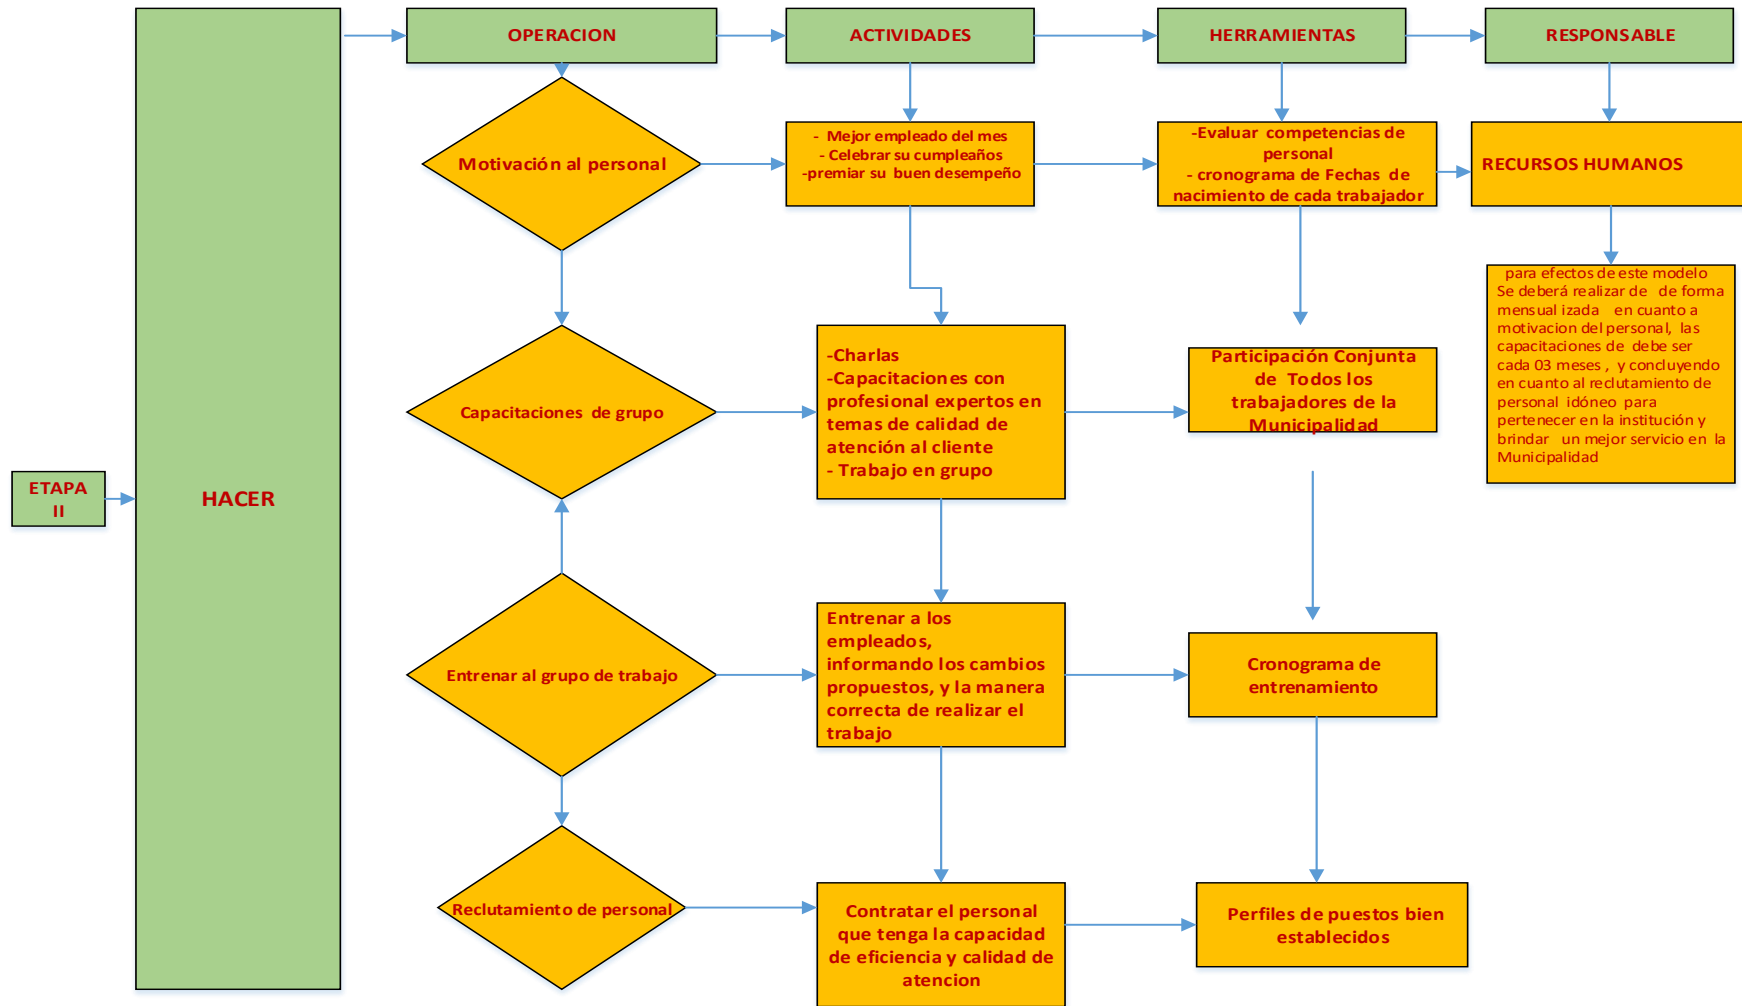 OPERACION
ACTIVIDADES
HERRAMIENTAS
RESPONSABLE
ETAPA
II
HACER
Motivación al personal
- Mejor empleado del mes
- Celebrar su cumpleaños
-premiar su buen desempeño
-Evaluar competencias de
personal
- cronograma de Fechas de
nacimiento de cada trabajador
RECURSOS HUMANOS
para efectos de este modelo
Se deberá realizar de de forma
mensual izada en cuanto a
motivacion del personal, las
capacitaciones de debe ser
cada 03 meses , y concluyendo
en cuanto al reclutamiento de
personal idóneo para
pertenecer en la institución y
brindar un mejor servicio en la
Municipalidad
Capacitaciones de grupo
-Charlas
-Capacitaciones con
profesional expertos en
temas de calidad de
atención al cliente
- Trabajo en grupo
Participación Conjunta
de Todos los
trabajadores de la
Municipalidad
Entrenar al grupo de trabajo
Entrenar a los
empleados,
informando los cambios
propuestos, y la manera
correcta de realizar el
trabajo
Cronograma de
entrenamiento
Reclutamiento de personal
Contratar el personal
que tenga la capacidad
de eficiencia y calidad de
atencion
Perfiles de puestos bien
establecidos